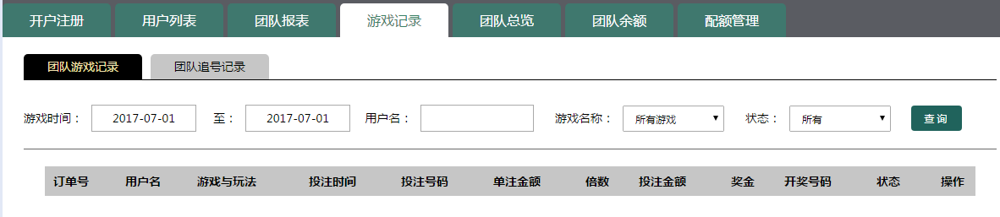 开户注册 用户列表 团队报表 游戏记录 团队总览 团队余额 配额管理
团队游戏记录 团队追号记录
游戏时间： 2017-07-01 至： 2017-07-01 用户名： 游戏名称： 所有游戏 状态： 所有 查询
订单号 用户名 游戏与玩法 投注时间 投注号码 单注金额 倍数 投注金额 奖金 开奖号码 状态 操作